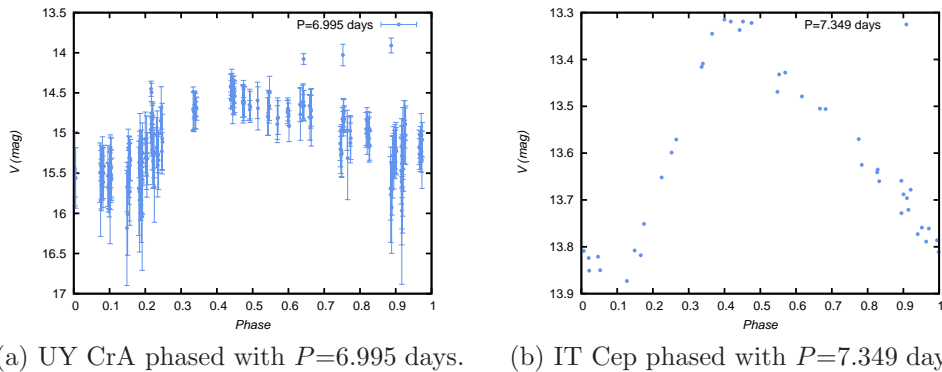 P=6.995 days
V (mag)
14
14.5
15
15.5
16
16.5
17
0 0.1 0.2 0.3 0.4 0.5 0.6 0.7 0.8 0.9 1
Phase
(a) UY CrA phased with P=6.995 days.
P=7.349 days
V (mag)
13.3
13.4
13.5
13.6
13.7
13.8
13.9
0 0.1 0.2 0.3 0.4 0.5 0.6 0.7 0.8 0.9 1
Phase
(b) IT Cep phased with P=7.349 day